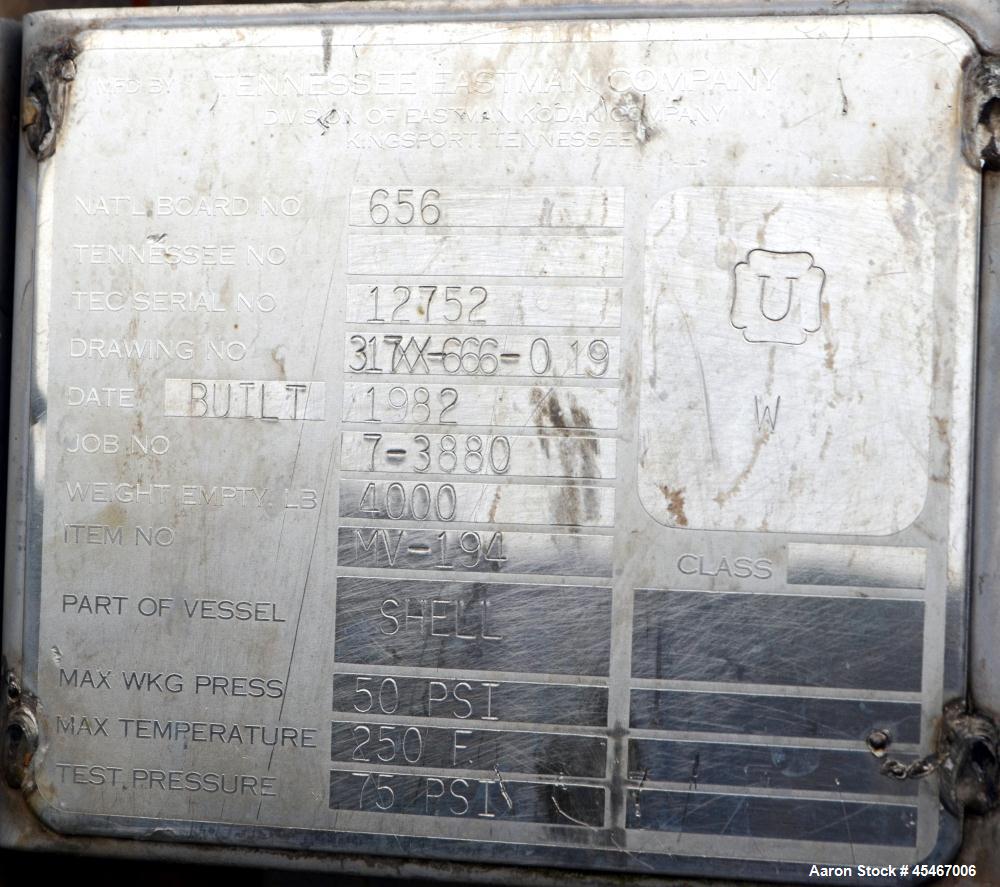 MFD BY TENNESSEE EASTMAN COMPANY
DIVISION OF EASTMAN KODAK COMPANY
KINGSPORT, TENNESSEE
NAT'L BOARD NO 656
TENNESSEE NO
TEC SERIAL NO 12752
DRAWING NO 317XX-666-0 19
DATE BUILT 1982
JOB NO 7-3880
WEIGHT EMPTY, LB 4000
ITEM NO MV-194
U
W
CLASS
PART OF VESSEL SHELL
MAX WKG PRESS 50 PSI
MAX TEMPERATURE 250 F.
TEST PRESSURE 75 PSI
Aaron Stock # 45467006